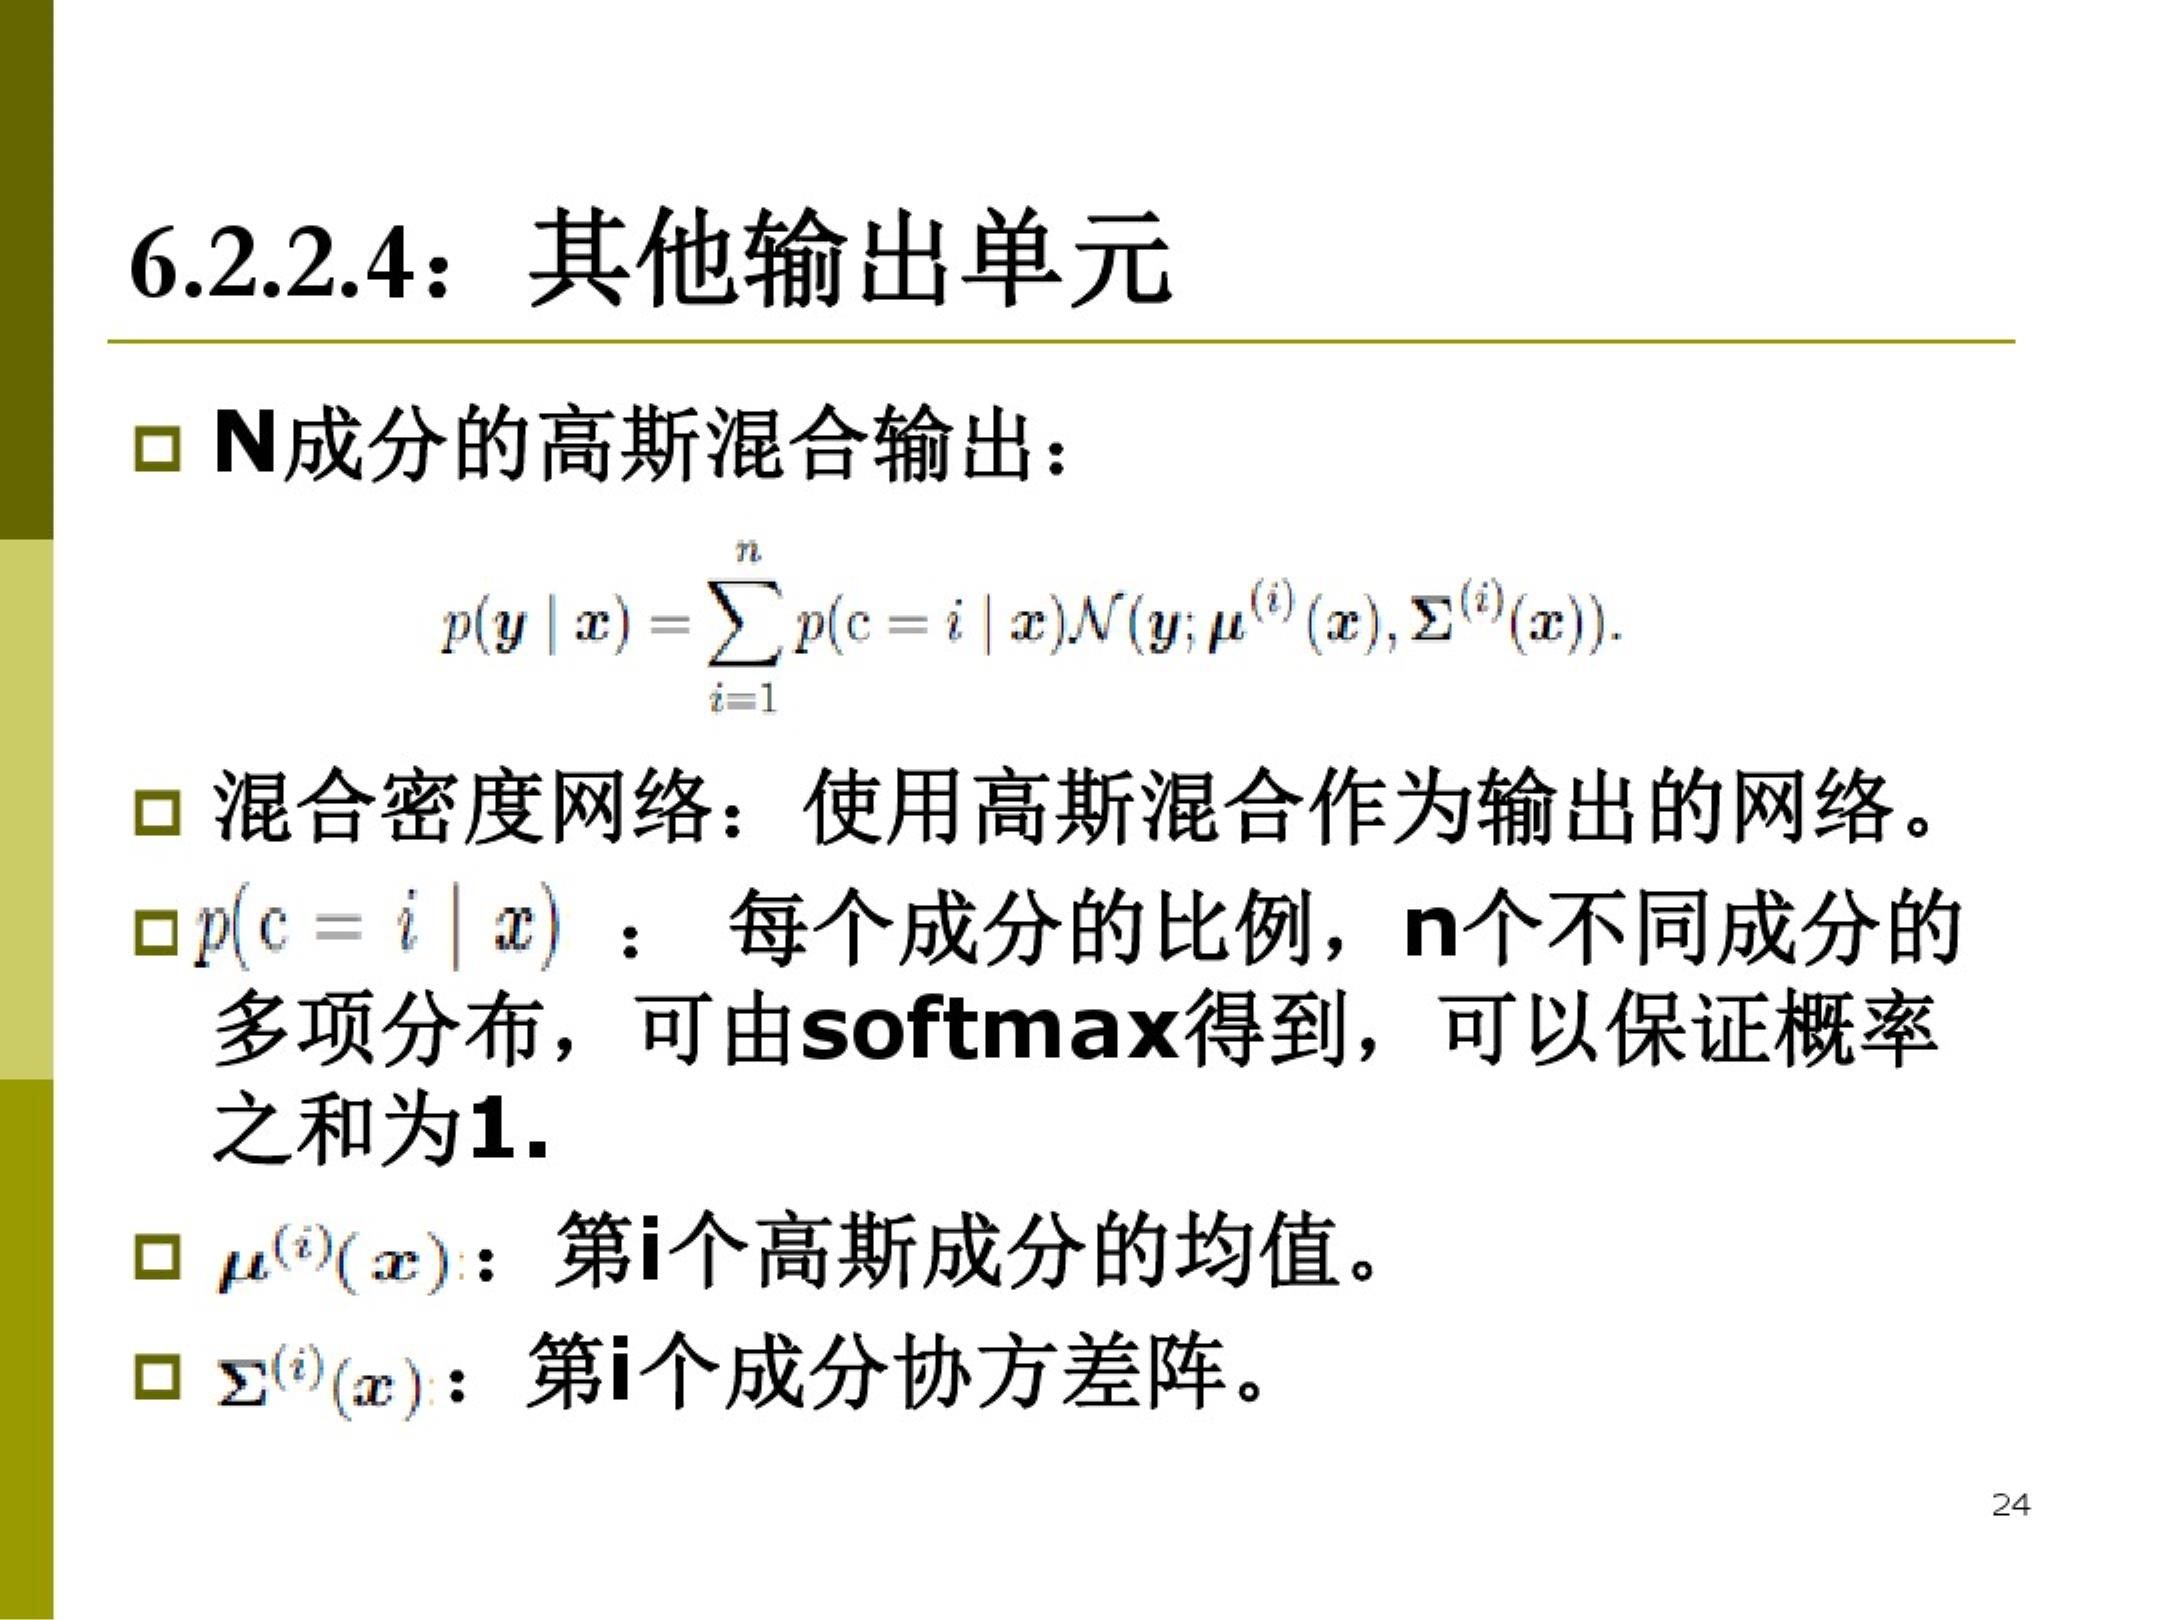 6.2.2.4：其他输出单元
N成分的高斯混合输出：
p(y | x) = ∑_{i=1}^{n} p(c = i | x)𝒩(y; μ^{(i)}(x), Σ^{(i)}(x)).
混合密度网络：使用高斯混合作为输出的网络。
p(c = i | x) ： 每个成分的比例，n个不同成分的
多项分布，可由softmax得到，可以保证概率
之和为1.
μ^{(i)}(x)：：第i个高斯成分的均值。
Σ^{(i)}(x)：：第i个成分协方差阵。
24